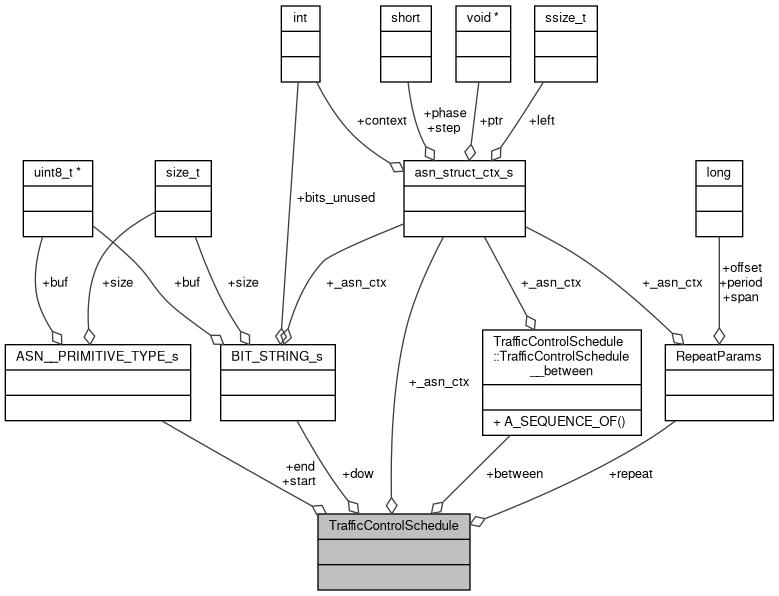 int
short
void *
ssize_t
+context
+phase
+step
+ptr
+left
uint8_t *
size_t
asn_struct_ctx_s
long
+bits_unused
+buf
+size
+buf
+size
+_asn_ctx
+_asn_ctx
+_asn_ctx
+offset
+period
+span
ASN__PRIMITIVE_TYPE_s
BIT_STRING_s
TrafficControlSchedule
::TrafficControlSchedule
__between
+ A_SEQUENCE_OF()
RepeatParams
+_asn_ctx
+end
+start
+dow
+between
+repeat
TrafficControlSchedule